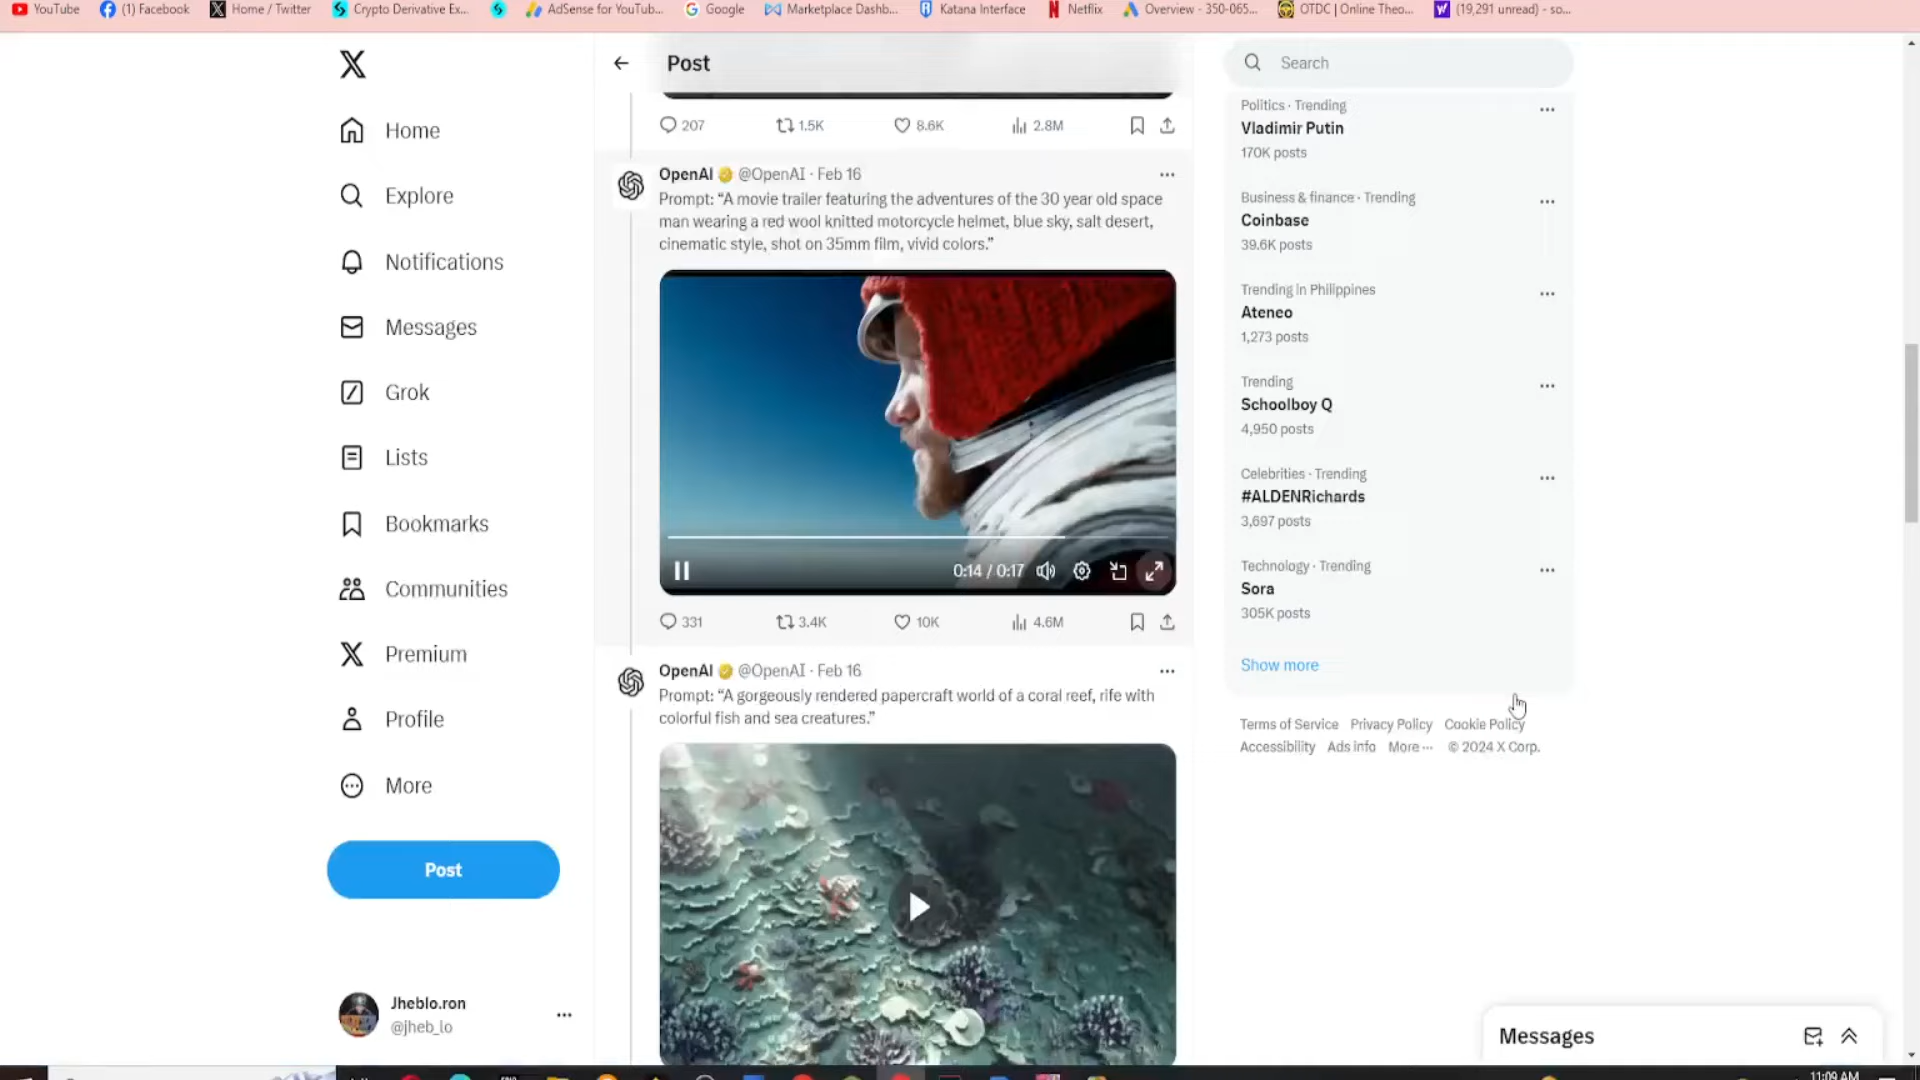 YouTube
(1) Facebook
Home / Twitter
Crypto Derivative Ex...
AdSense for YouTub...
Google
Marketplace Dashb...
Katana Interface
Netflix
Overview - 350-065...
OTDC | Online Theo...
(19,291 unread) - so...
Home
Explore
Notifications
Messages
Grok
Lists
Bookmarks
Communities
Premium
Profile
More
Post
Jheblo.ron
@jheb_lo
Post
207
1.5K
8.6K
2.8M
OpenAI @OpenAI · Feb 16
Prompt: “A movie trailer featuring the adventures of the 30 year old space
man wearing a red wool knitted motorcycle helmet, blue sky, salt desert,
cinematic style, shot on 35mm film, vivid colors.”
0:14 / 0:17
331
3.4K
10K
4.6M
OpenAI @OpenAI · Feb 16
Prompt: “A gorgeously rendered papercraft world of a coral reef, rife with
colorful fish and sea creatures.”
Search
Politics · Trending
Vladimir Putin
170K posts
Business & finance · Trending
Coinbase
39.6K posts
Trending in Philippines
Ateneo
1,273 posts
Trending
Schoolboy Q
4,950 posts
Celebrities · Trending
#ALDENRichards
3,697 posts
Technology · Trending
Sora
305K posts
Show more
Terms of Service Privacy Policy Cookie Policy
Accessibility Ads info More ··· © 2024 X Corp.
Messages
11:09 AM